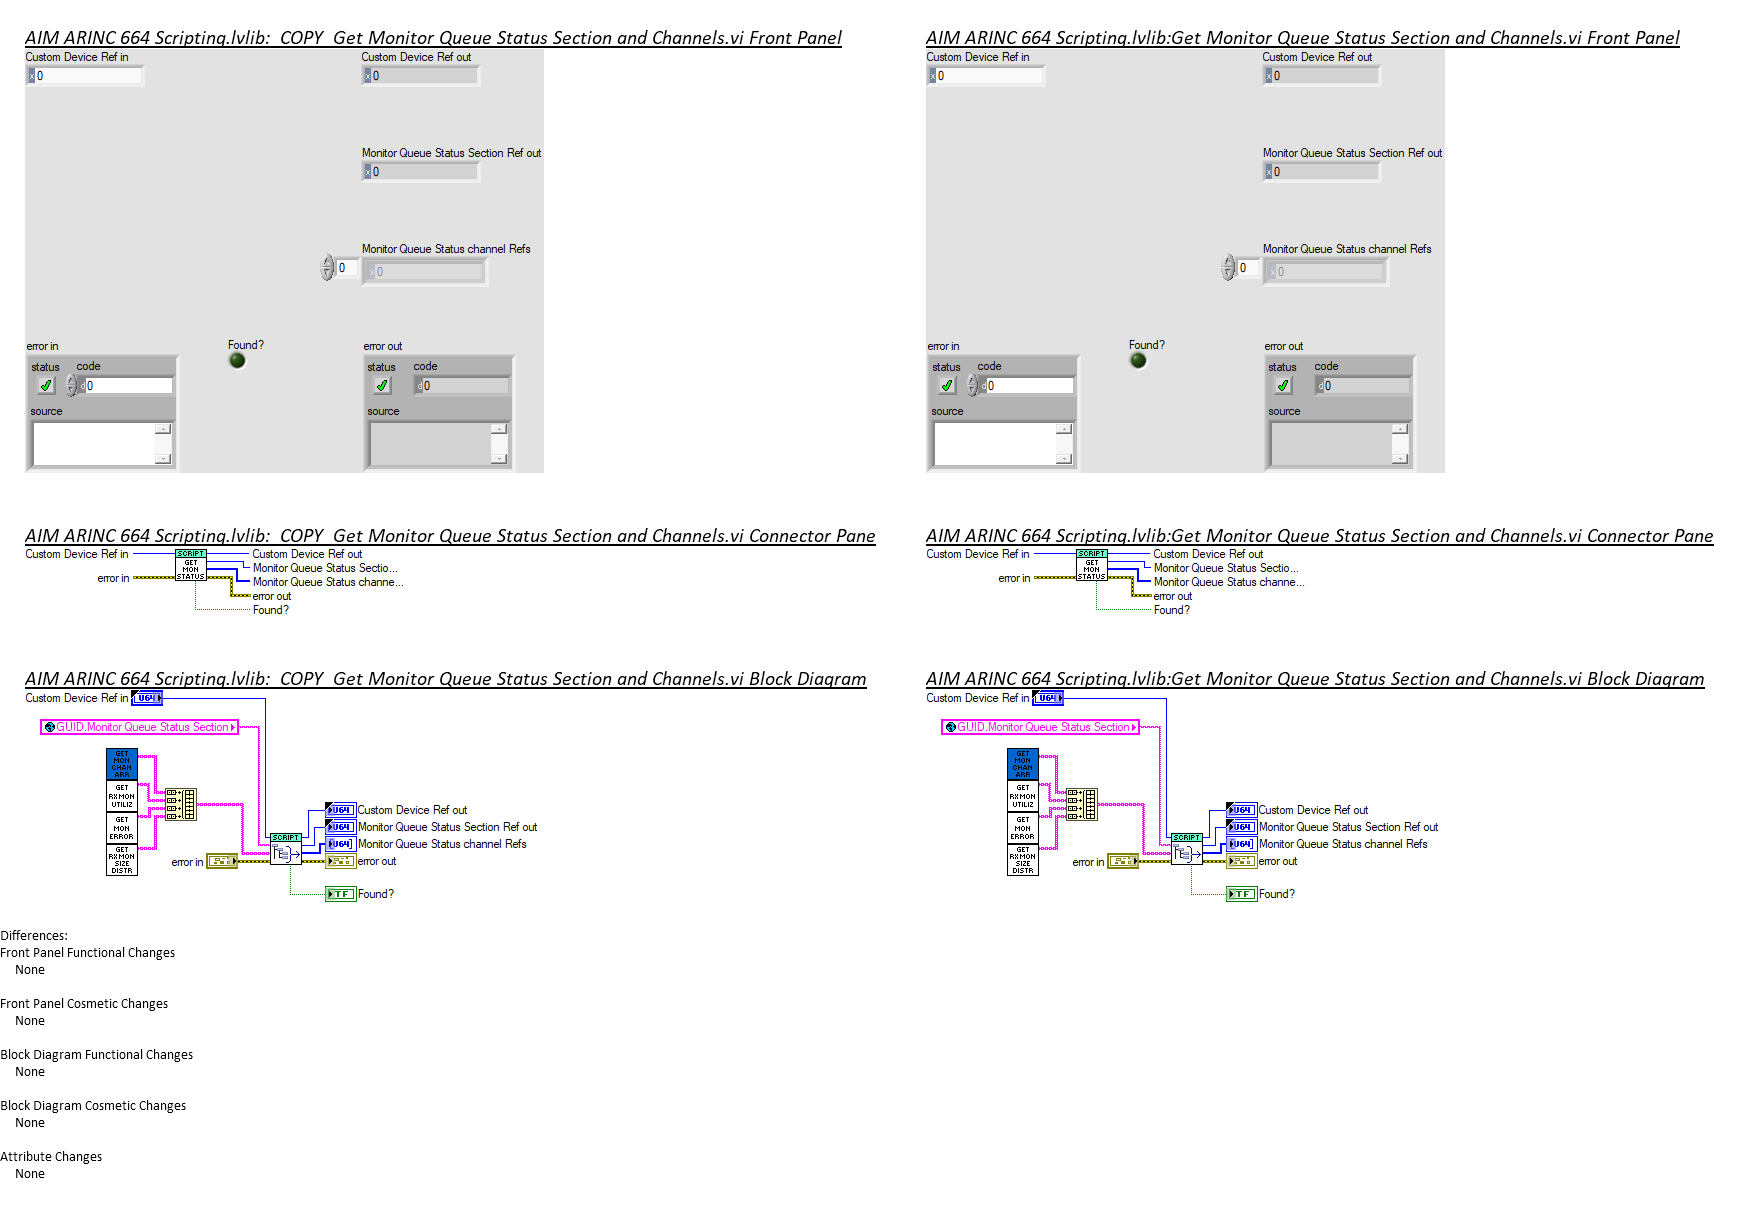 AIM ARINC 664 Scripting.lvlib:_COPY_Get Monitor Queue Status Section and Channels.vi Front Panel
Custom Device Ref in
x 0
Custom Device Ref out
x 0
Monitor Queue Status Section Ref out
x 0
Monitor Queue Status channel Refs
0
x 0
error in
Found?
error out
status
code
d 0
source
status
code
d 0
source
AIM ARINC 664 Scripting.lvlib:Get Monitor Queue Status Section and Channels.vi Front Panel
Custom Device Ref in
x 0
Custom Device Ref out
x 0
Monitor Queue Status Section Ref out
x 0
Monitor Queue Status channel Refs
0
x 0
error in
Found?
error out
status
code
d 0
source
status
code
d 0
source
AIM ARINC 664 Scripting.lvlib:_COPY_Get Monitor Queue Status Section and Channels.vi Connector Pane
Custom Device Ref in
SCRIPT
GET
MON
STATUS
Custom Device Ref out
Monitor Queue Status Sectio...
error in
Monitor Queue Status channe...
error out
Found?
AIM ARINC 664 Scripting.lvlib:Get Monitor Queue Status Section and Channels.vi Connector Pane
Custom Device Ref in
SCRIPT
GET
MON
STATUS
Custom Device Ref out
Monitor Queue Status Sectio...
error in
Monitor Queue Status channe...
error out
Found?
AIM ARINC 664 Scripting.lvlib:_COPY_Get Monitor Queue Status Section and Channels.vi Block Diagram
Custom Device Ref in
U64
GUID.Monitor Queue Status Section
GET
MON
CHAN
ARR
GET
RX MON
UTILIZ
GET
MON
ERROR
GET
RX MON
SIZE
DISTR
SCRIPT
U64
Custom Device Ref out
U64
Monitor Queue Status Section Ref out
U64
Monitor Queue Status channel Refs
error in
error out
TF
Found?
AIM ARINC 664 Scripting.lvlib:Get Monitor Queue Status Section and Channels.vi Block Diagram
Custom Device Ref in
U64
GUID.Monitor Queue Status Section
GET
MON
CHAN
ARR
GET
RX MON
UTILIZ
GET
MON
ERROR
GET
RX MON
SIZE
DISTR
SCRIPT
U64
Custom Device Ref out
U64
Monitor Queue Status Section Ref out
U64
Monitor Queue Status channel Refs
error in
error out
TF
Found?
Differences:
Front Panel Functional Changes
None
Front Panel Cosmetic Changes
None
Block Diagram Functional Changes
None
Block Diagram Cosmetic Changes
None
Attribute Changes
None